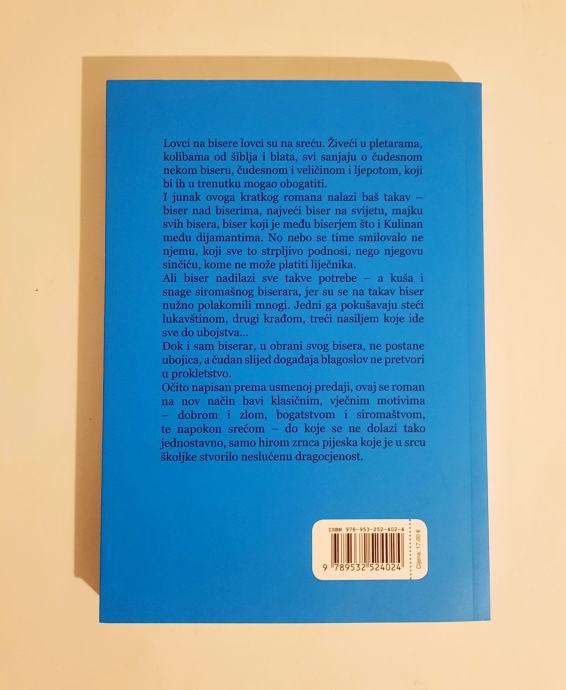 Lovci na bisere lovci su na sreću. Živeći u pletarama,
kolibama od šiblja i blata, svi sanjaju o čudesnom
nekom biseru, čudesnom i veličinom i ljepotom, koji
bi ih u trenutku mogao obogatiti.
I junak ovoga kratkog romana nalazi baš takav –
biser nad biserima, najveći biser na svijetu, majku
svih bisera, biser koji je među biserjem što i Kulinan
među dijamantima. No nebo se time smilovalo ne
njemu, koji sve to strpljivo podnosi, nego njegovu
sinčiću, kome ne može platiti liječnika.
Ali biser nadilazi sve takve potrebe – a kuša i
snage siromašnog biserara, jer su se na takav biser
nužno polakomili mnogi. Jedni ga pokušavaju steći
lukavštinom, drugi krađom, treći nasiljem koje ide
sve do ubojstva...
Dok i sam biserar, u obrani svog bisera, ne postane
ubojica, a čudan slijed događaja blagoslov ne pretvori
u prokletstvo.
Očito napisan prema usmenoj predaji, ovaj se roman
na nov način bavi klasičnim, vječnim motivima
– dobrom i zlom, bogatstvom i siromaštvom,
te napokon srećom – do koje se ne dolazi tako
jednostavno, samo hirom zrnca pijeska koje je u srcu
školjke stvorilo neslućenu dragocjenost.
ISBN 978-953-252-402-4
9 789532 524024
Cijena: 17,00 €